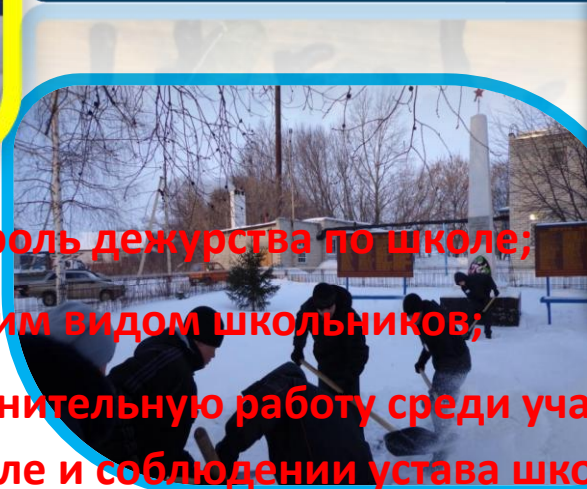 роль дежурства по школе;
им видом школьников;
нительную работу среди уча
ле и соблюдении устава шко